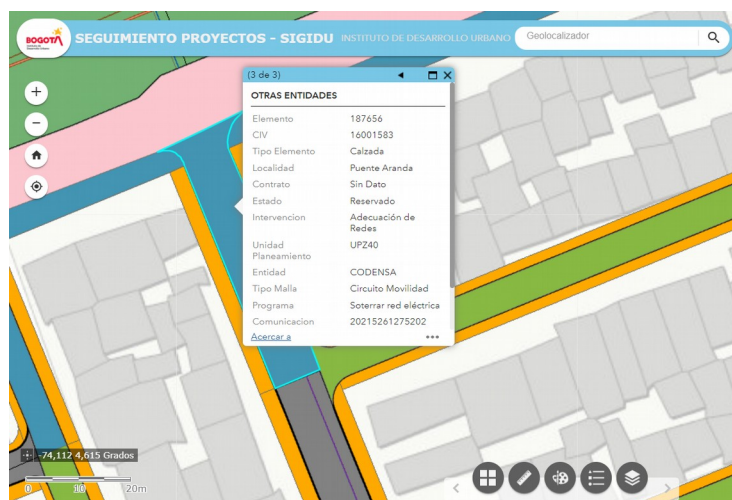 BOGOTÁ
SEGUIMIENTO PROYECTOS - SIGIDU INSTITUTO DE DESARROLLO URBANO
Geolocalizador
(3 de 3)
OTRAS ENTIDADES
Elemento 187656
CIV 16001583
Tipo Elemento Calzada
Localidad Puente Aranda
Contrato Sin Dato
Estado Reservado
Intervencion Adecuación de
Redes
Unidad UPZ40
Planeamiento
Entidad CODENSA
Tipo Malla Circuito Movilidad
Programa Soterrar red eléctrica
Comunicacion 20215261275202
Acercar a
-74,112 4,615 Grados
0 10 20m